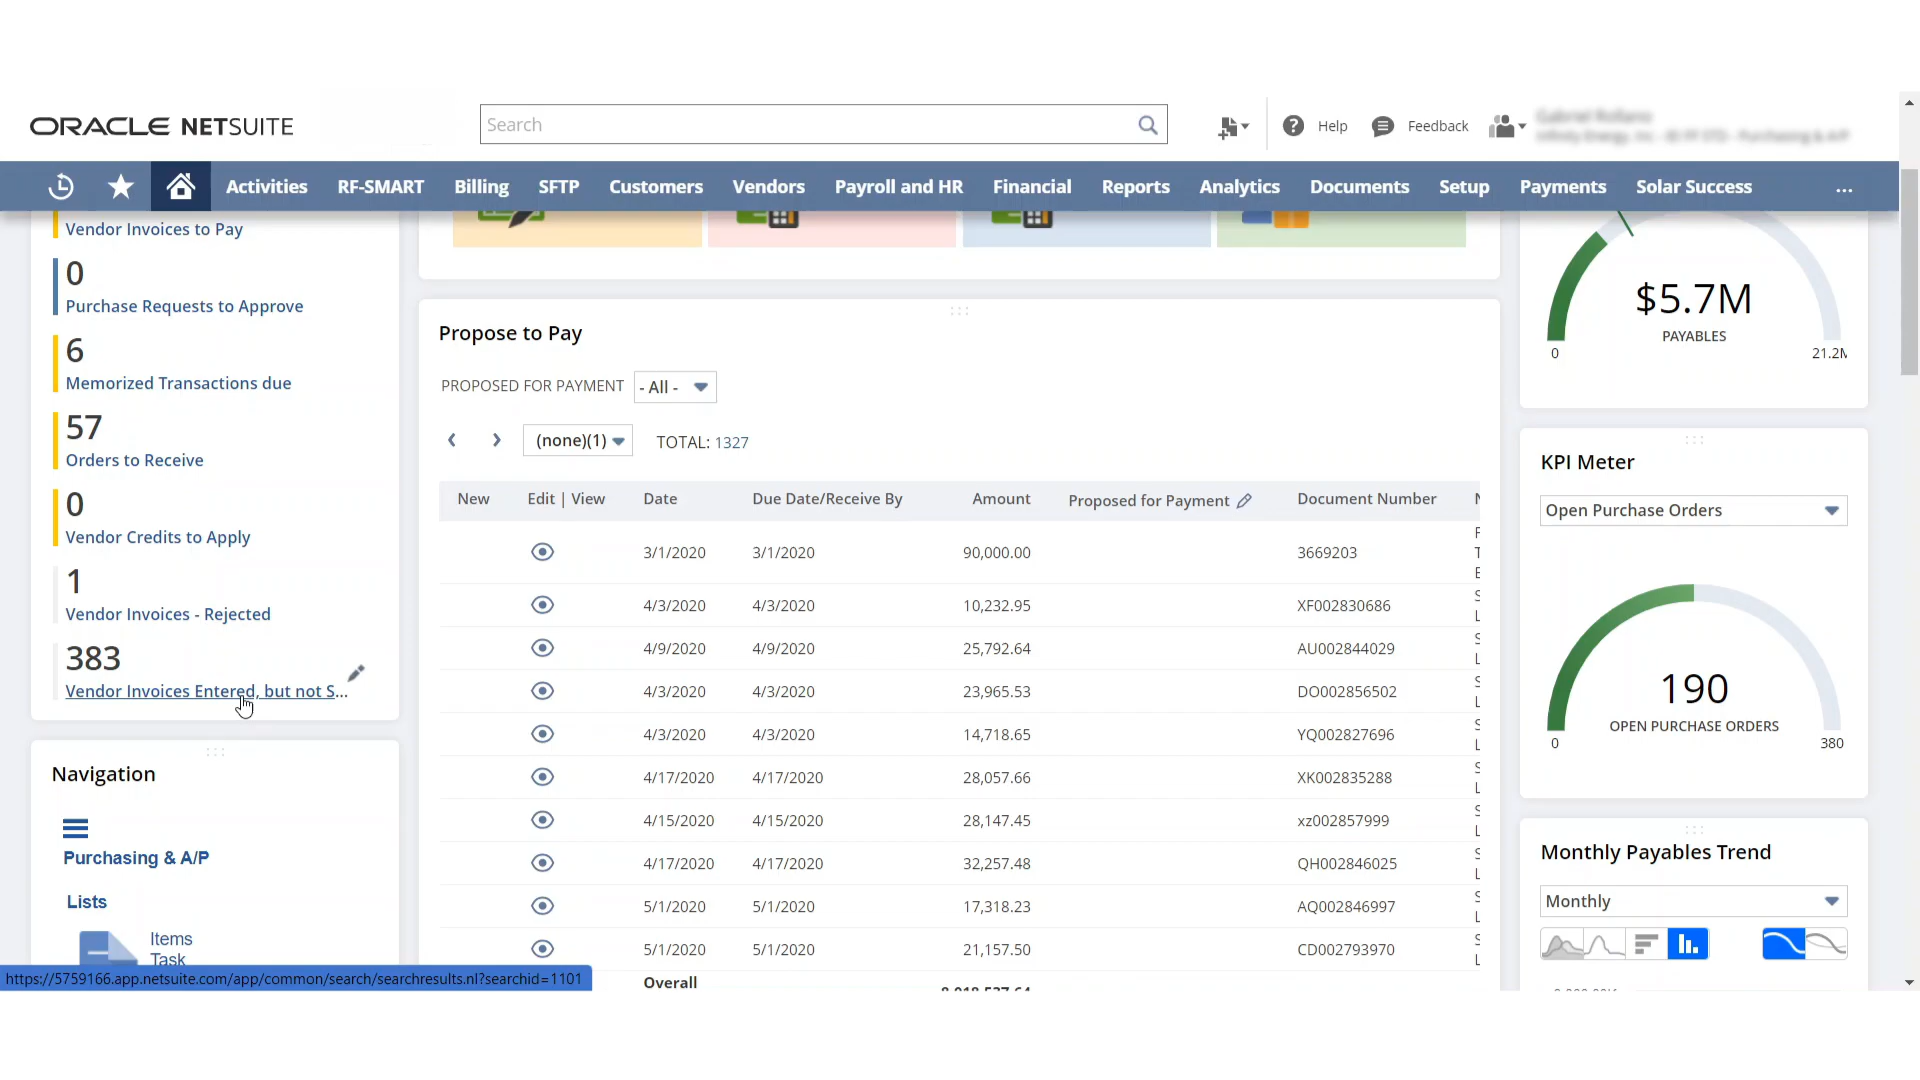 ORACLE NETSUITE
Search
Help
Feedback
Activities
RF-SMART
Billing
SFTP
Customers
Vendors
Payroll and HR
Financial
Reports
Analytics
Documents
Setup
Payments
Solar Success
...
Vendor Invoices to Pay
0
Purchase Requests to Approve
6
Memorized Transactions due
57
Orders to Receive
0
Vendor Credits to Apply
1
Vendor Invoices - Rejected
383
Vendor Invoices Entered, but not S...
Navigation
Purchasing & A/P
Lists
Items
Task
https://5759166.app.netsuite.com/app/common/search/searchresults.nl?searchid=1101
Propose to Pay
PROPOSED FOR PAYMENT - All -
(none)(1) TOTAL: 1327
New Edit | View Date Due Date/Receive By Amount Proposed for Payment Document Number
3/1/2020 3/1/2020 90,000.00 3669203
4/3/2020 4/3/2020 10,232.95 XF002830686
4/9/2020 4/9/2020 25,792.64 AU002844029
4/3/2020 4/3/2020 23,965.53 DO002856502
4/3/2020 4/3/2020 14,718.65 YQ002827696
4/17/2020 4/17/2020 28,057.66 XK002835288
4/15/2020 4/15/2020 28,147.45 xz002857999
4/17/2020 4/17/2020 32,257.48 QH002846025
5/1/2020 5/1/2020 17,318.23 AQ002846997
5/1/2020 5/1/2020 21,157.50 CD002793970
Overall
$5.7M
PAYABLES
0
KPI Meter
Open Purchase Orders
190
OPEN PURCHASE ORDERS
0 380
Monthly Payables Trend
Monthly